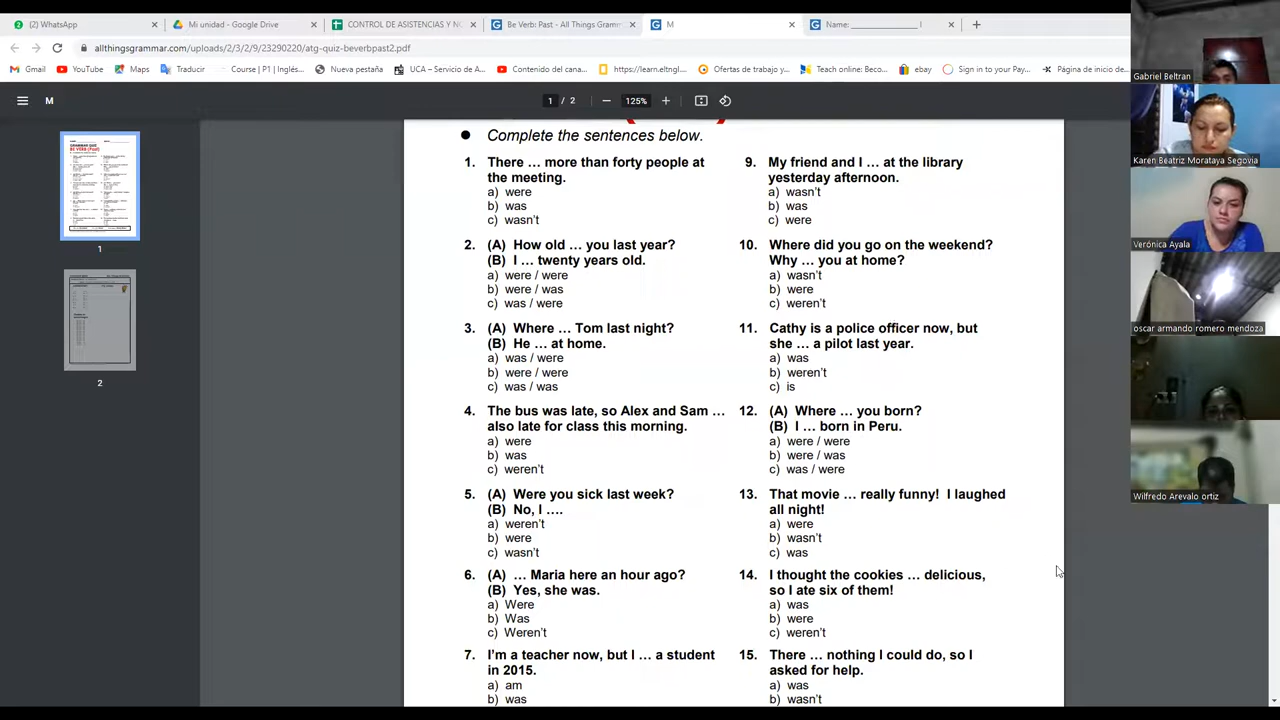 (2) WhatsApp
Mi unidad - Google Drive
CONTROL DE ASISTENCIAS Y N
Be Verb: Past - All Things Gramm
M
Name: ________________ I
allthingsgrammar.com/uploads/2/3/2/9/23290220/atg-quiz-beverbpast2.pdf
Gmail
YouTube
Maps
Traducir
Course | P1 | Inglés...
Nueva pestaña
UCA – Servicio de A...
Contenido del cana...
https://learn.eltngl....
Ofertas de trabajo y...
Teach online: Beco...
ebay
Sign in to your Pay...
Página de inicio de...
M
1 / 2
125%
1
2
Complete the sentences below.
1. There … more than forty people at
the meeting.
a) were
b) was
c) wasn't
2. (A) How old … you last year?
(B) I … twenty years old.
a) were / were
b) were / was
c) was / were
3. (A) Where … Tom last night?
(B) He … at home.
a) was / were
b) were / were
c) was / was
4. The bus was late, so Alex and Sam …
also late for class this morning.
a) were
b) was
c) weren't
5. (A) Were you sick last week?
(B) No, I ….
a) weren't
b) were
c) wasn't
6. (A) … Maria here an hour ago?
(B) Yes, she was.
a) Were
b) Was
c) Weren't
7. I'm a teacher now, but I … a student
in 2015.
a) am
b) was
9. My friend and I … at the library
yesterday afternoon.
a) wasn't
b) was
c) were
10. Where did you go on the weekend?
Why … you at home?
a) wasn't
b) were
c) weren't
11. Cathy is a police officer now, but
she … a pilot last year.
a) was
b) weren't
c) is
12. (A) Where … you born?
(B) I … born in Peru.
a) were / were
b) were / was
c) was / were
13. That movie … really funny! I laughed
all night!
a) were
b) wasn't
c) was
14. I thought the cookies … delicious,
so I ate six of them!
a) was
b) were
c) weren't
15. There … nothing I could do, so I
asked for help.
a) was
b) wasn't
Gabriel Beltran
Karen Beatriz Morataya Segovia
Verónica Ayala
oscar armando romero mendoza
Wilfredo Arevalo ortiz